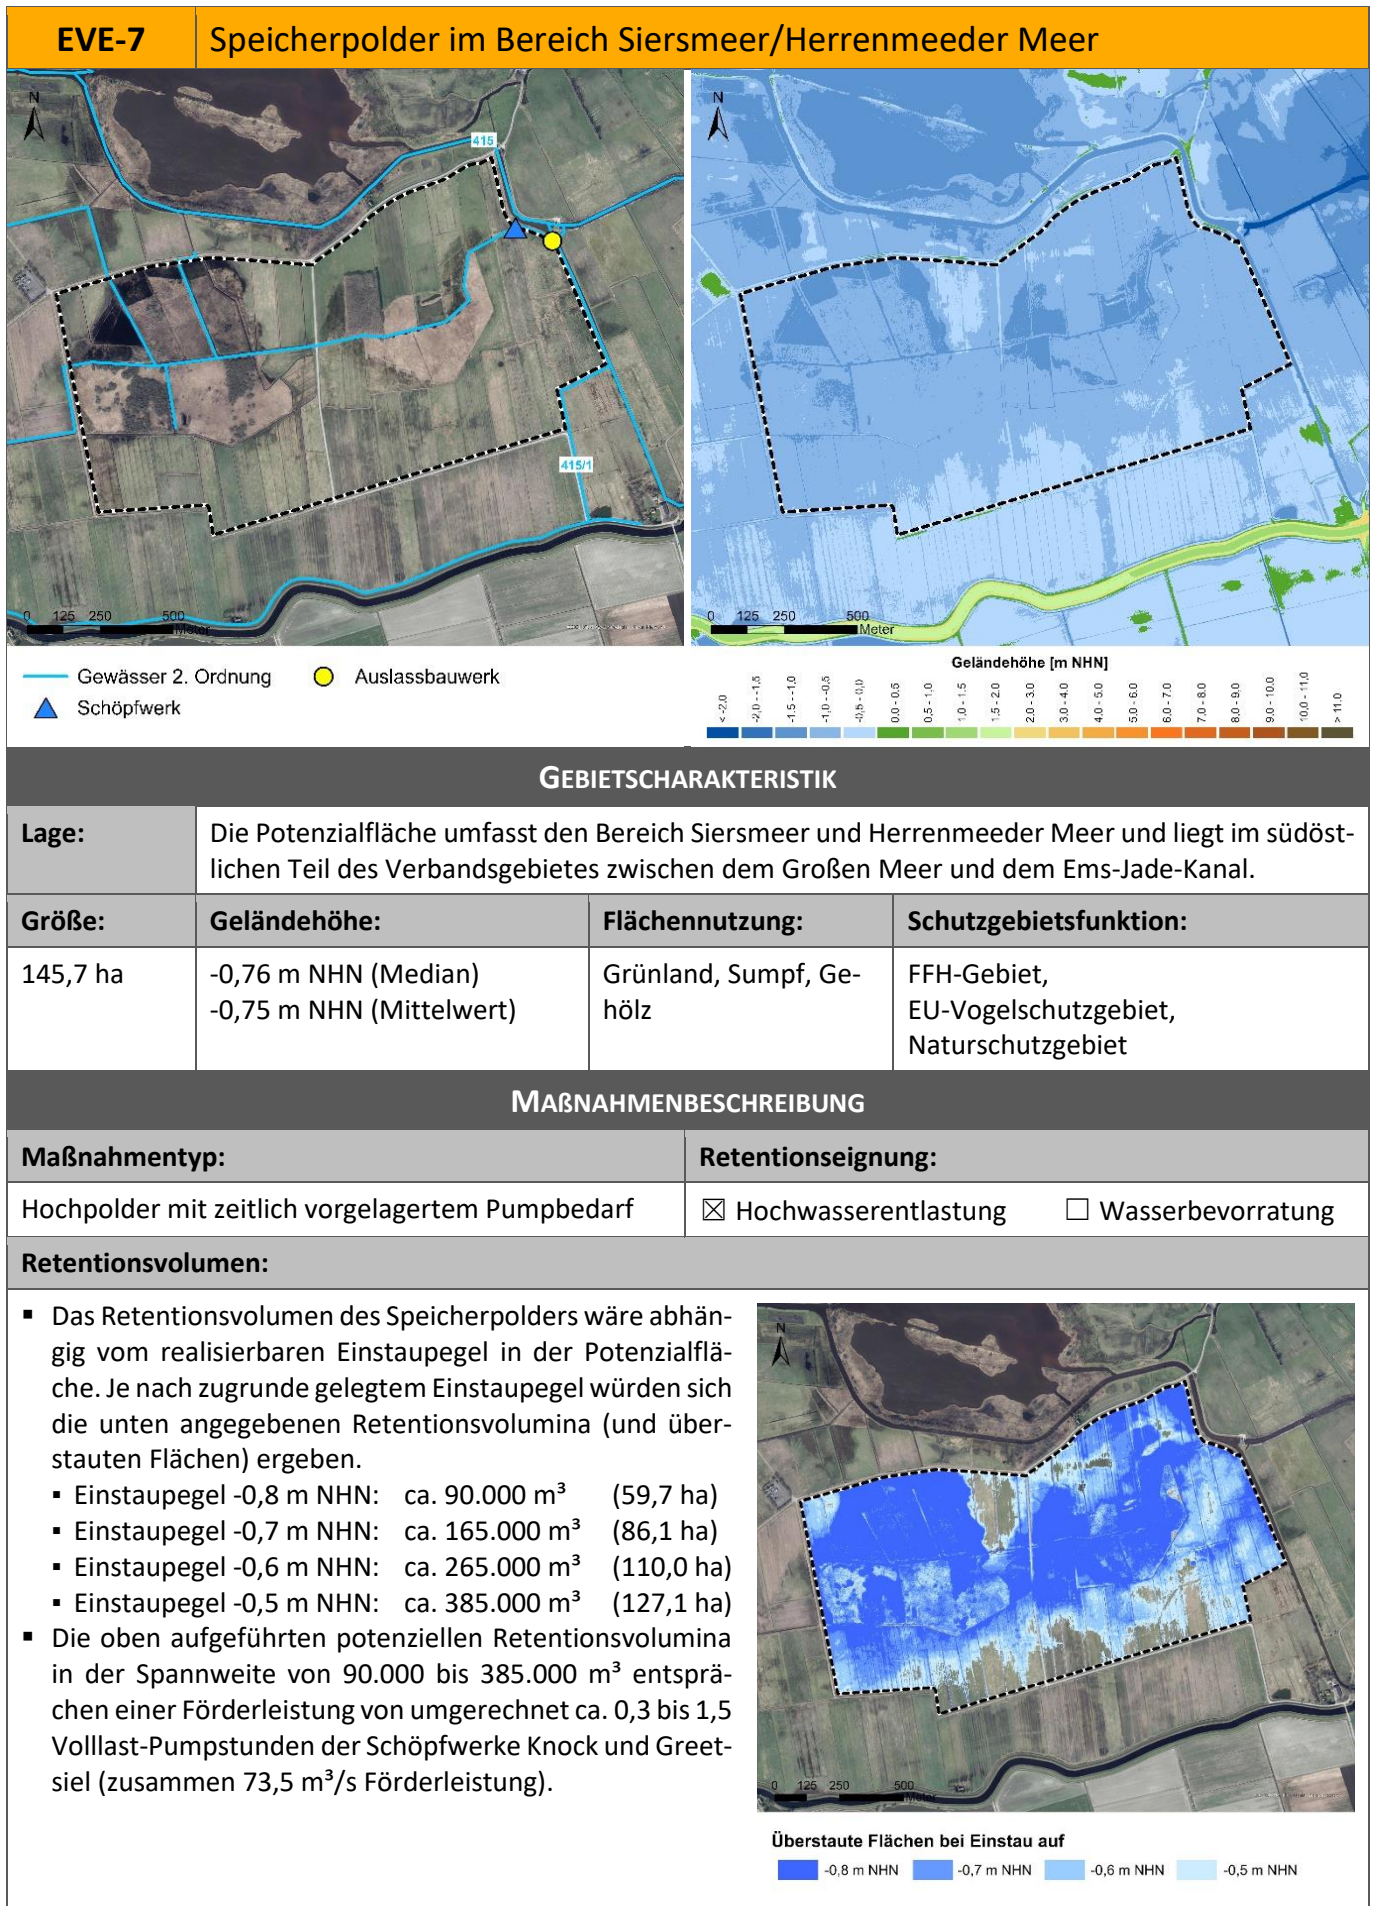 EVE-7
Speicherpolder im Bereich Siersmeer/Herrenmeeder Meer
N
415
415/1
0 125 250 500
Meter
N
0 125 250 500
Meter
Gewässer 2. Ordnung
Auslassbauwerk
Schöpfwerk
Geländehöhe [m NHN]
< -2,0
-2,0 - -1,5
-1,5 - -1,0
-1,0 - -0,5
-0,5 - 0,0
0,0 - 0,5
0,5 - 1,0
1,0 - 1,5
1,5 - 2,0
2,0 - 3,0
3,0 - 4,0
4,0 - 5,0
5,0 - 6,0
6,0 - 7,0
7,0 - 8,0
8,0 - 9,0
9,0 - 10,0
10,0 - 11,0
> 11,0
GEBIETSCHARAKTERISTIK
Lage:
Die Potenzialfläche umfasst den Bereich Siersmeer und Herrenmeeder Meer und liegt im südöst-
lichen Teil des Verbandsgebietes zwischen dem Großen Meer und dem Ems-Jade-Kanal.
Größe:
Geländehöhe:
Flächennutzung:
Schutzgebietsfunktion:
145,7 ha
-0,76 m NHN (Median)
-0,75 m NHN (Mittelwert)
Grünland, Sumpf, Ge-
hölz
FFH-Gebiet,
EU-Vogelschutzgebiet,
Naturschutzgebiet
MAßNAHMENBESCHREIBUNG
Maßnahmentyp:
Retentionseignung:
Hochpolder mit zeitlich vorgelagertem Pumpbedarf
☒ Hochwasserentlastung ☐ Wasserbevorratung
Retentionsvolumen:
▪ Das Retentionsvolumen des Speicherpolders wäre abhän-
gig vom realisierbaren Einstaupegel in der Potenzialflä-
che. Je nach zugrunde gelegtem Einstaupegel würden sich
die unten angegebenen Retentionsvolumina (und über-
stauten Flächen) ergeben.
▪ Einstaupegel -0,8 m NHN: ca. 90.000 m³ (59,7 ha)
▪ Einstaupegel -0,7 m NHN: ca. 165.000 m³ (86,1 ha)
▪ Einstaupegel -0,6 m NHN: ca. 265.000 m³ (110,0 ha)
▪ Einstaupegel -0,5 m NHN: ca. 385.000 m³ (127,1 ha)
▪ Die oben aufgeführten potenziellen Retentionsvolumina
in der Spannweite von 90.000 bis 385.000 m³ entsprä-
chen einer Förderleistung von umgerechnet ca. 0,3 bis 1,5
Volllast-Pumpstunden der Schöpfwerke Knock und Greet-
siel (zusammen 73,5 m³/s Förderleistung).
N
0 125 250 500
Meter
Überstaute Flächen bei Einstau auf
-0,8 m NHN
-0,7 m NHN
-0,6 m NHN
-0,5 m NHN